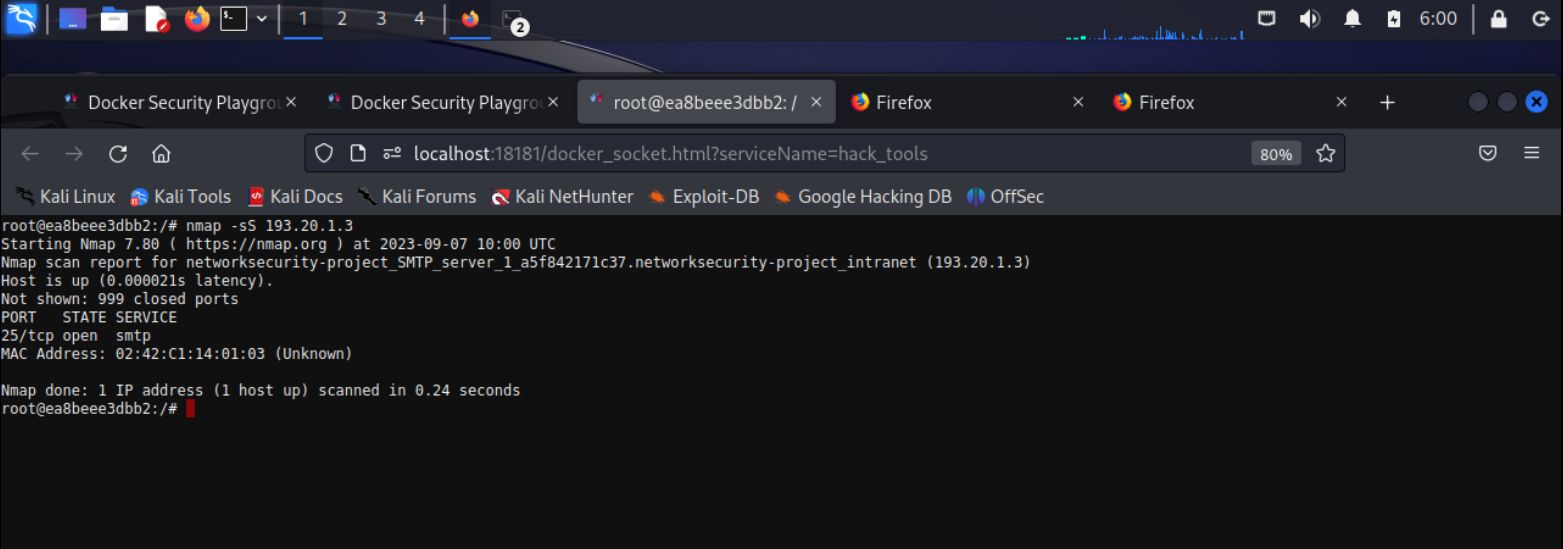 1 2 3 4 2 6:00
Docker Security Playgrou Docker Security Playgrou root@ea8beee3dbb2: / Firefox Firefox
localhost:18181/docker_socket.html?serviceName=hack_tools 80%
Kali Linux Kali Tools Kali Docs Kali Forums Kali NetHunter Exploit-DB Google Hacking DB OffSec
root@ea8beee3dbb2:/# nmap -sS 193.20.1.3
Starting Nmap 7.80 ( https://nmap.org ) at 2023-09-07 10:00 UTC
Nmap scan report for networksecurity-project_SMTP_server_1_a5f842171c37.networksecurity-project_intranet (193.20.1.3)
Host is up (0.000021s latency).
Not shown: 999 closed ports
PORT   STATE SERVICE
25/tcp open  smtp
MAC Address: 02:42:C1:14:01:03 (Unknown)
Nmap done: 1 IP address (1 host up) scanned in 0.24 seconds
root@ea8beee3dbb2:/#